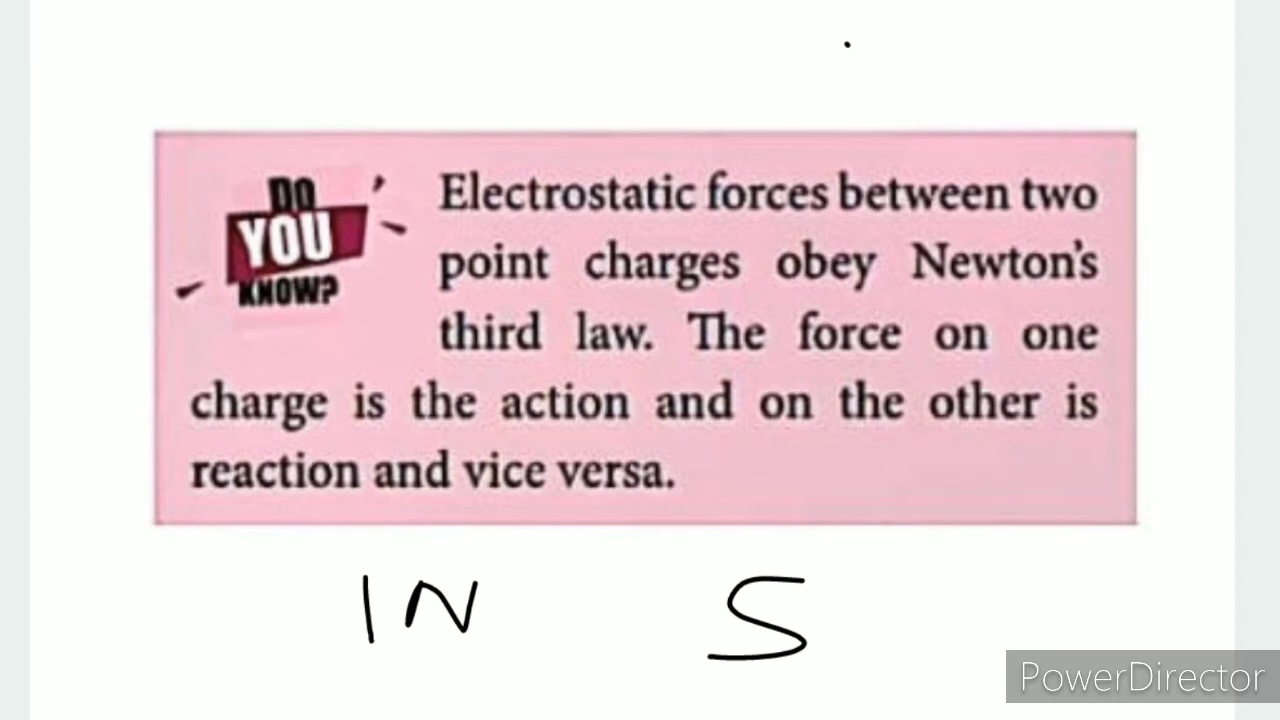 DO
YOU
KNOW?
Electrostatic forces between two
point charges obey Newton's
third law. The force on one
charge is the action and on the other is
reaction and vice versa.
IN S
PowerDirector